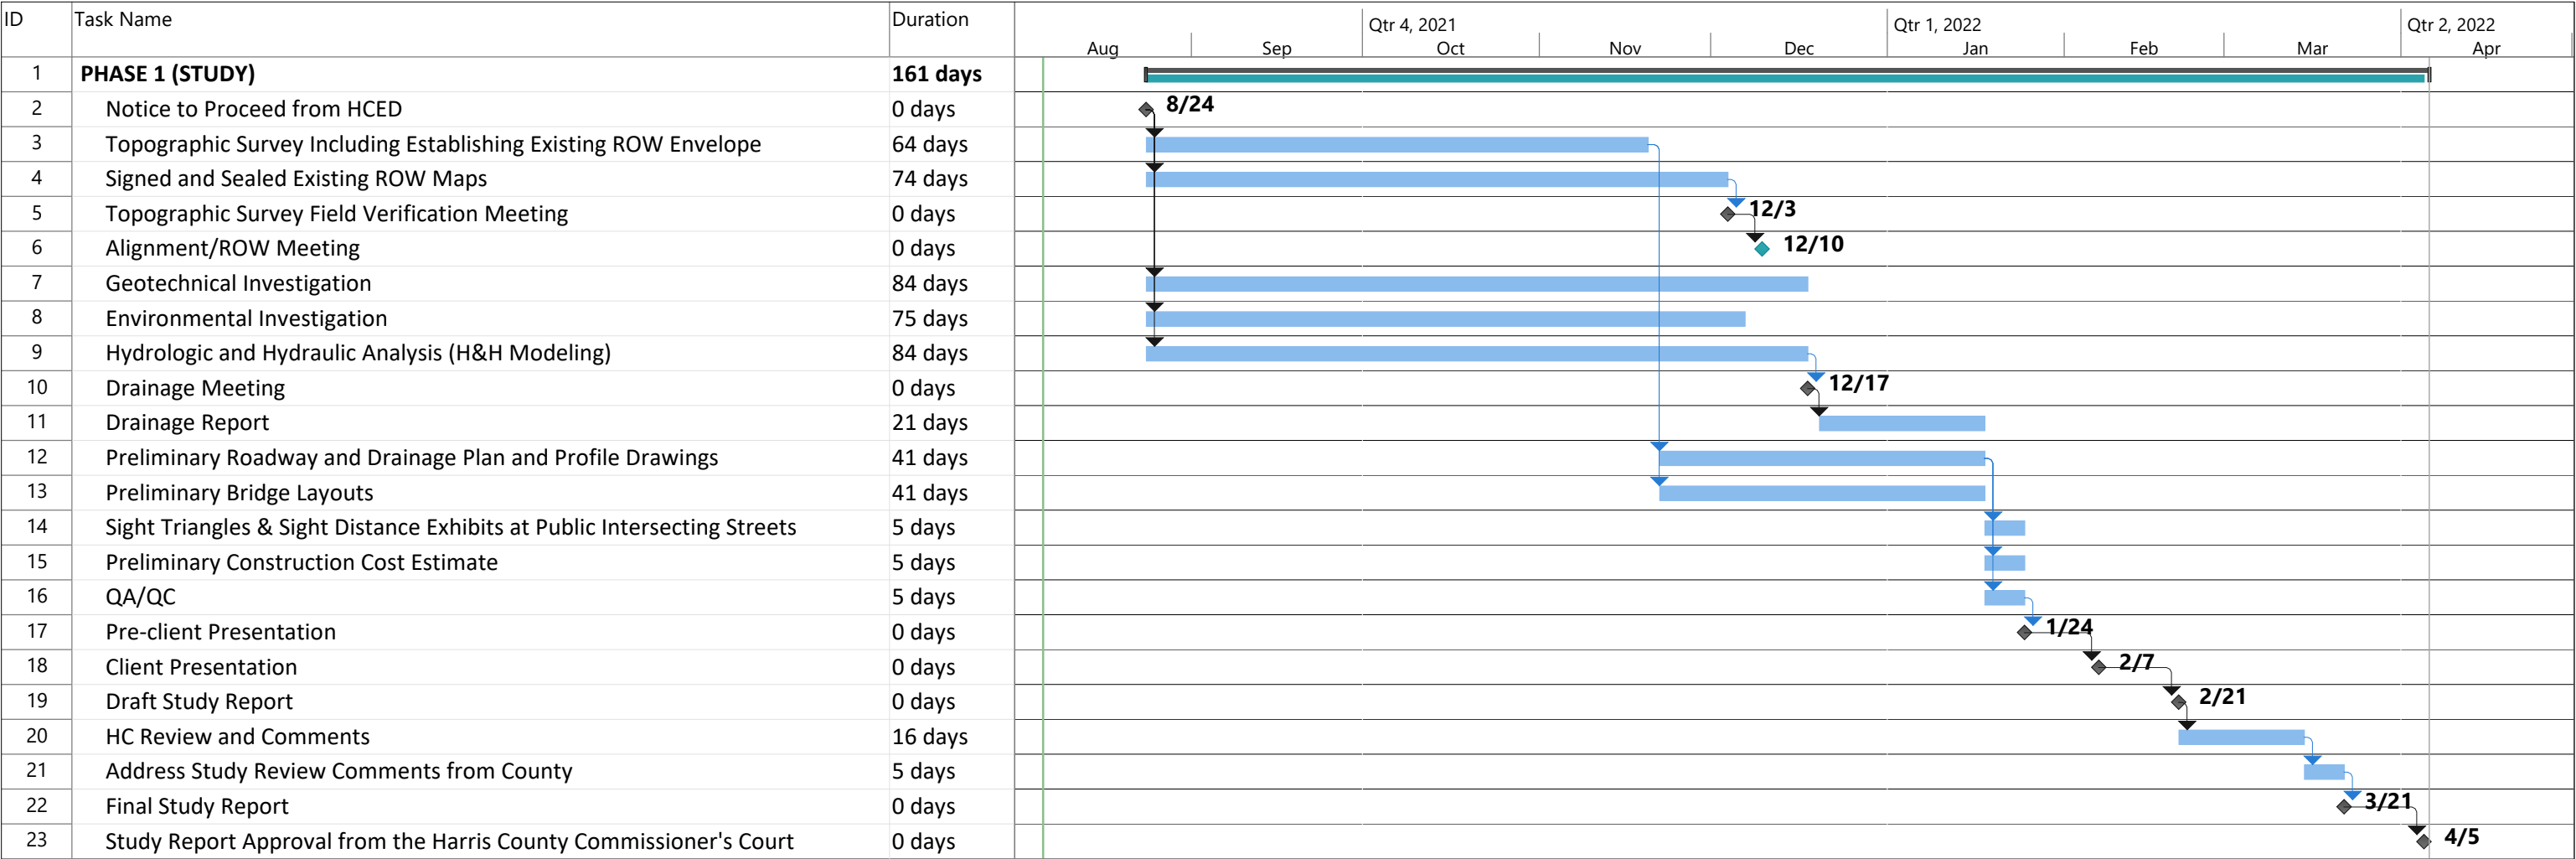 ID Task Name Duration
Qtr 4, 2021 Qtr 1, 2022 Qtr 2, 2022
Aug Sep Oct Nov Dec Jan Feb Mar Apr
1 PHASE 1 (STUDY) 161 days
2 Notice to Proceed from HCED 0 days 8/24
3 Topographic Survey Including Establishing Existing ROW Envelope 64 days
4 Signed and Sealed Existing ROW Maps 74 days
5 Topographic Survey Field Verification Meeting 0 days 12/3
6 Alignment/ROW Meeting 0 days 12/10
7 Geotechnical Investigation 84 days
8 Environmental Investigation 75 days
9 Hydrologic and Hydraulic Analysis (H&H Modeling) 84 days
10 Drainage Meeting 0 days 12/17
11 Drainage Report 21 days
12 Preliminary Roadway and Drainage Plan and Profile Drawings 41 days
13 Preliminary Bridge Layouts 41 days
14 Sight Triangles & Sight Distance Exhibits at Public Intersecting Streets 5 days
15 Preliminary Construction Cost Estimate 5 days
16 QA/QC 5 days
17 Pre-client Presentation 0 days 1/24
18 Client Presentation 0 days 2/7
19 Draft Study Report 0 days 2/21
20 HC Review and Comments 16 days
21 Address Study Review Comments from County 5 days
22 Final Study Report 0 days 3/21
23 Study Report Approval from the Harris County Commissioner's Court 0 days 4/5